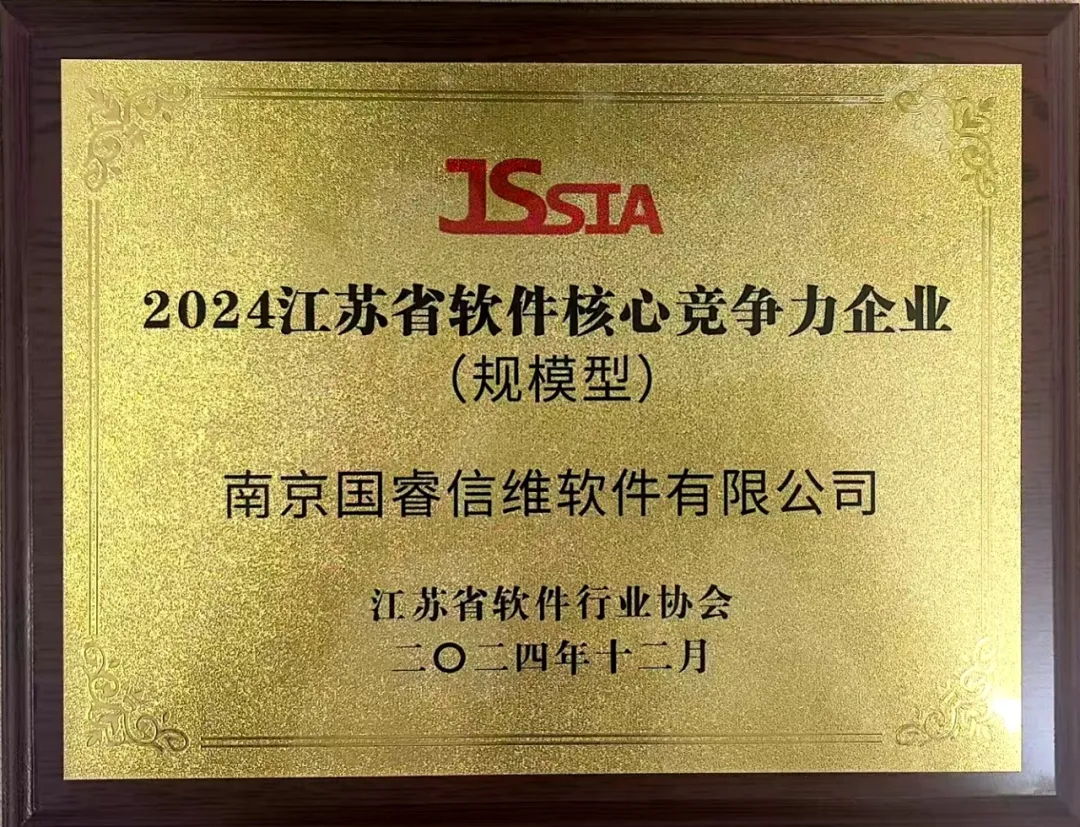 JSSIA
2024江苏省软件核心竞争力企业
（规模型）
南京国睿信维软件有限公司
江苏省软件行业协会
二〇二四年十二月